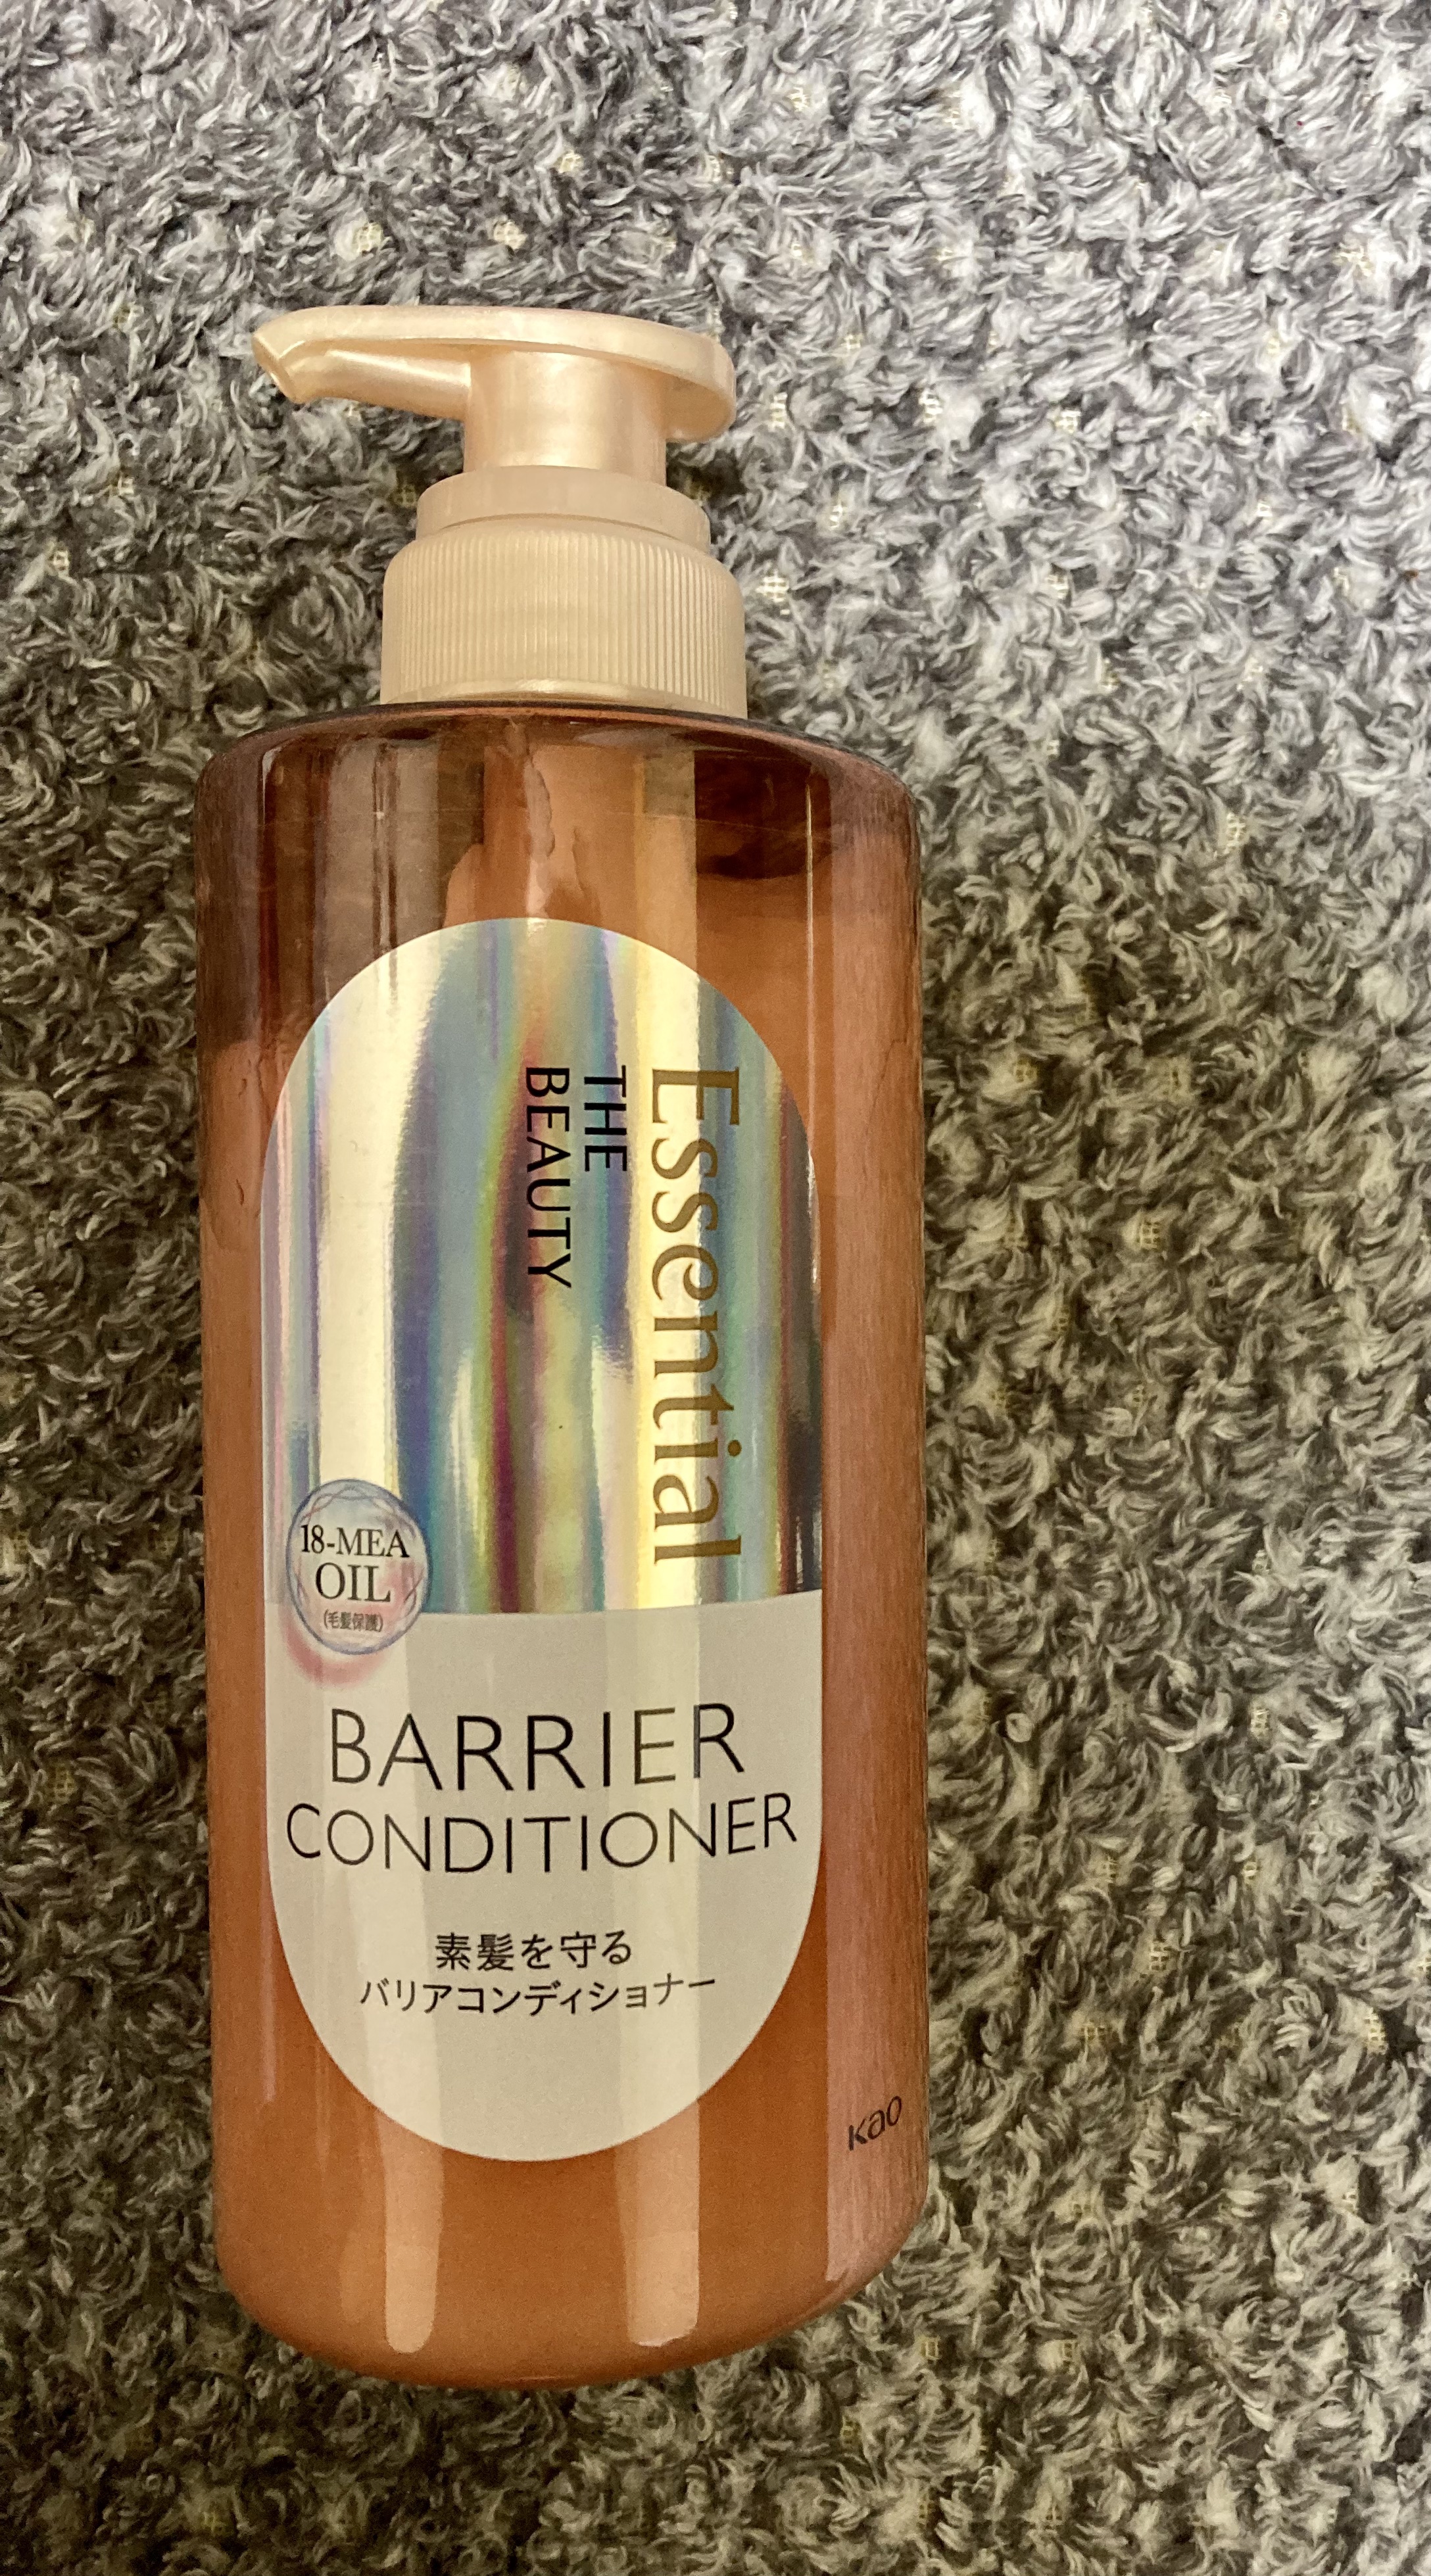 Essential
THE
BEAUTY
18-MEA
OIL
(毛髪保護)
BARRIER
CONDITIONER
素髪を守る
バリアコンディショナー
kao